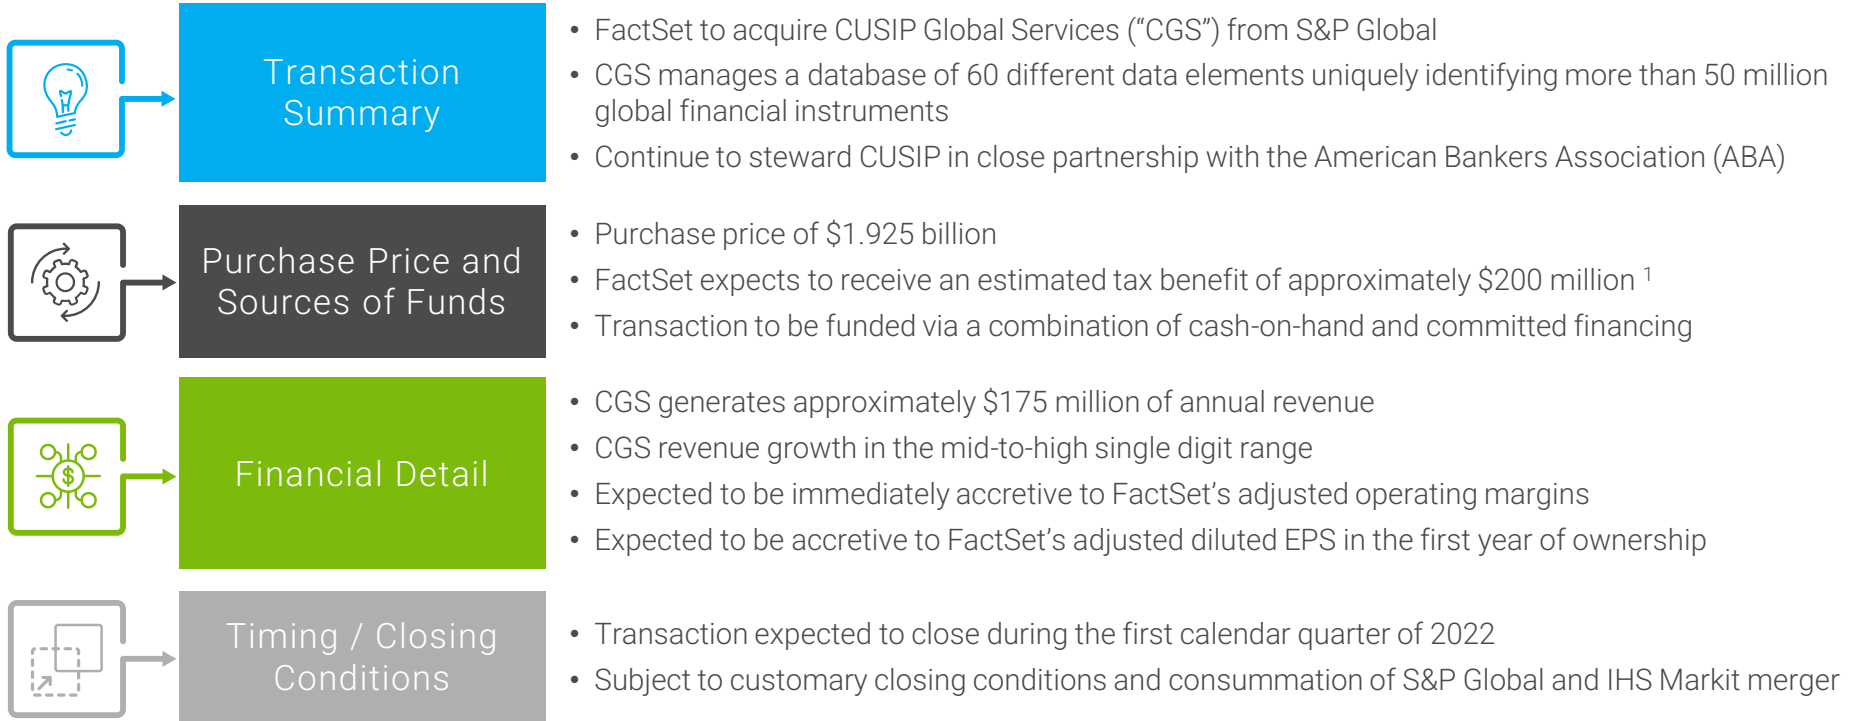 Transaction
Summary
• FactSet to acquire CUSIP Global Services (“CGS”) from S&P Global
• CGS manages a database of 60 different data elements uniquely identifying more than 50 million
global financial instruments
• Continue to steward CUSIP in close partnership with the American Bankers Association (ABA)
Purchase Price and
Sources of Funds
• Purchase price of $1.925 billion
• FactSet expects to receive an estimated tax benefit of approximately $200 million ¹
• Transaction to be funded via a combination of cash-on-hand and committed financing
$
Financial Detail
• CGS generates approximately $175 million of annual revenue
• CGS revenue growth in the mid-to-high single digit range
• Expected to be immediately accretive to FactSet’s adjusted operating margins
• Expected to be accretive to FactSet’s adjusted diluted EPS in the first year of ownership
Timing / Closing
Conditions
• Transaction expected to close during the first calendar quarter of 2022
• Subject to customary closing conditions and consummation of S&P Global and IHS Markit merger